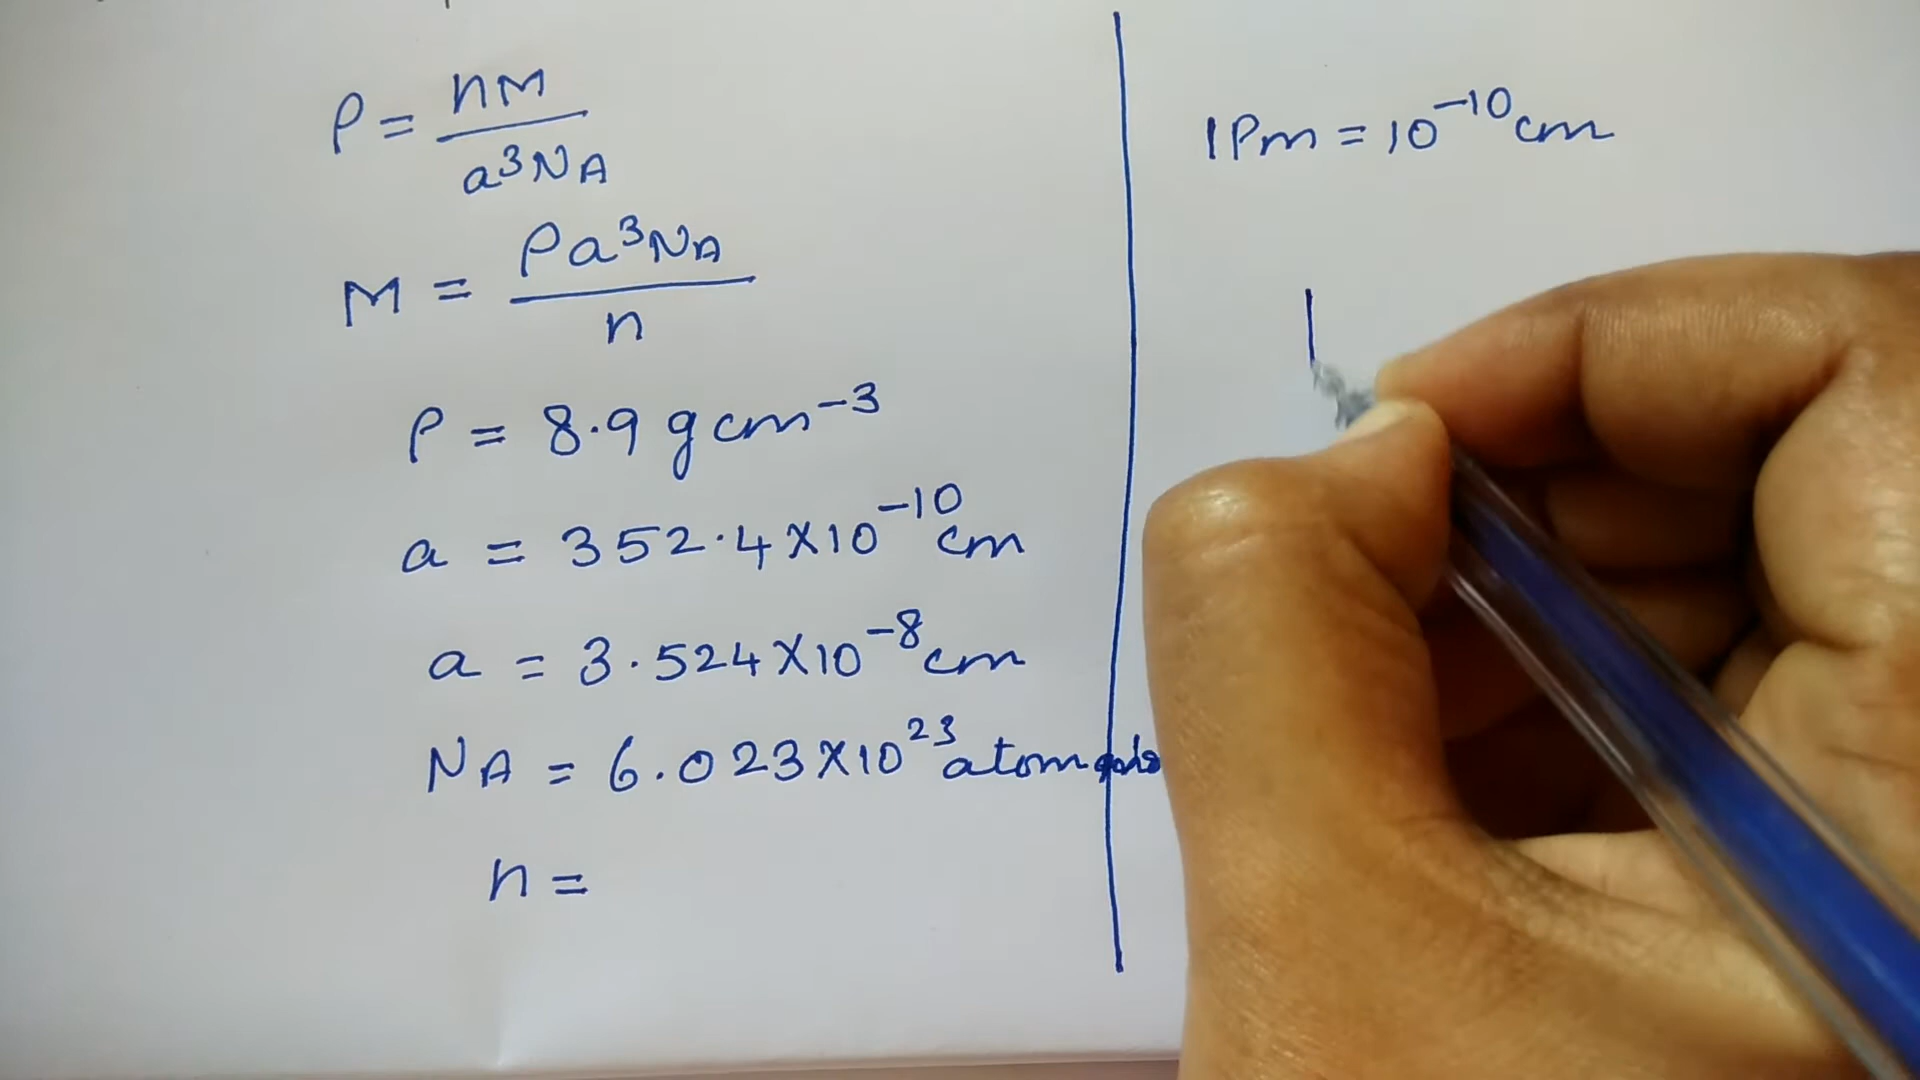 ρ = nM / a³NA
M = ρa³NA / n
ρ = 8.9 g cm⁻³
a = 352.4 × 10⁻¹⁰ cm
a = 3.524 × 10⁻⁸ cm
NA = 6.023 × 10²³ atom
n =
1Pm = 10⁻¹⁰ cm